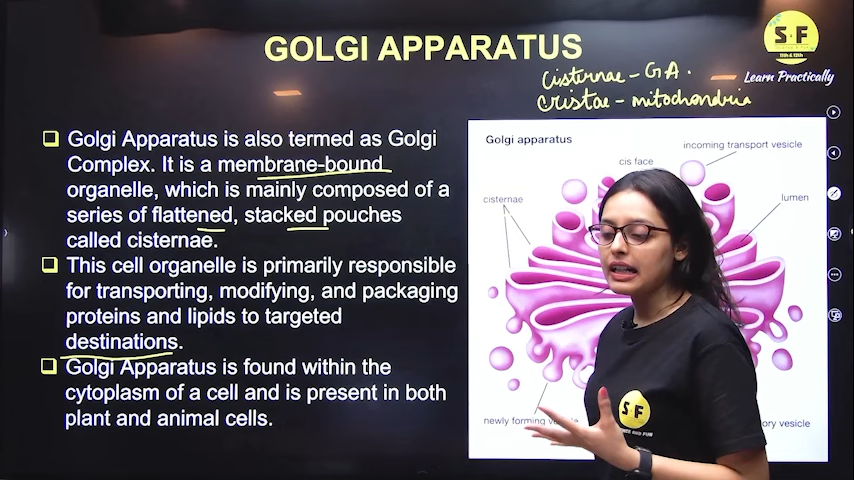 GOLGI APPARATUS
S F
11th & 12th
Learn Practically
Cisternae - GA.
Cristae - mitochondria
❑ Golgi Apparatus is also termed as Golgi
Complex. It is a membrane-bound
organelle, which is mainly composed of a
series of flattened, stacked pouches
called cisternae.
❑ This cell organelle is primarily responsible
for transporting, modifying, and packaging
proteins and lipids to targeted
destinations.
❑ Golgi Apparatus is found within the
cytoplasm of a cell and is present in both
plant and animal cells.
Golgi apparatus
incoming transport vesicle
cis face
cisternae
lumen
newly forming
ory vesicle
S F